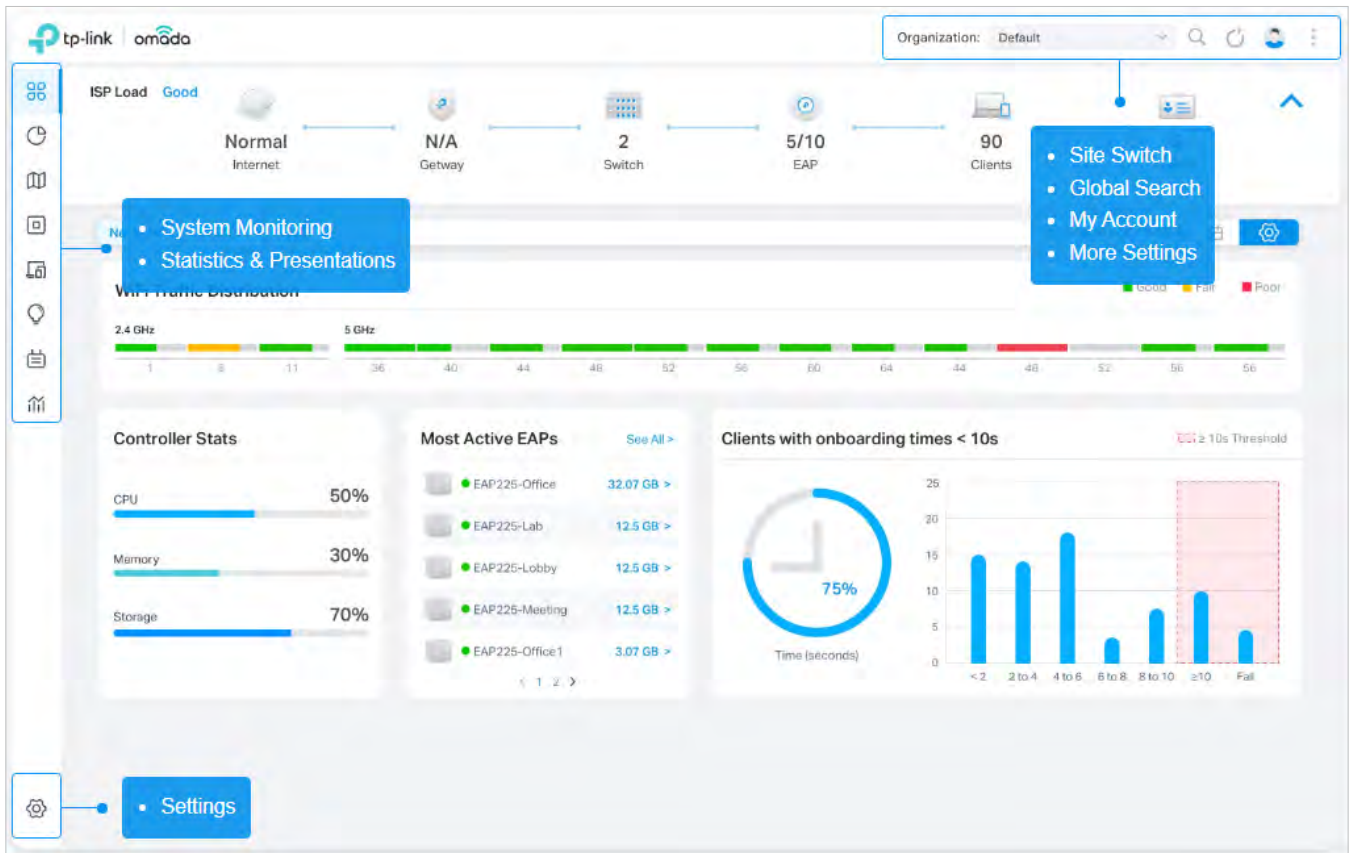 tp-link | omada
Organization: Default
ISP Load Good
Normal
Internet
N/A
Getway
2
Switch
5/10
EAP
90
Clients
• Site Switch
• Global Search
• My Account
• More Settings
• System Monitoring
• Statistics & Presentations
WiFi Traffic Distribution
Good Fair Poor
2.4 GHz 5 GHz
1 6 11 36 40 44 48 52 56 60 64 44 48 52 56 56
Controller Stats
CPU 50%
Memory 30%
Storage 70%
Most Active EAPs See All >
EAP225-Office 32.07 GB >
EAP225-Lab 12.5 GB >
EAP225-Lobby 12.5 GB >
EAP225-Meeting 12.5 GB >
EAP225-Office1 3.07 GB >
< 1 2 >
Clients with onboarding times < 10s
≥ 10s Threshold
75%
Time (seconds)
25
20
15
10
5
0
< 2 2 to 4 4 to 6 6 to 8 8 to 10 ≥10 Fail
• Settings